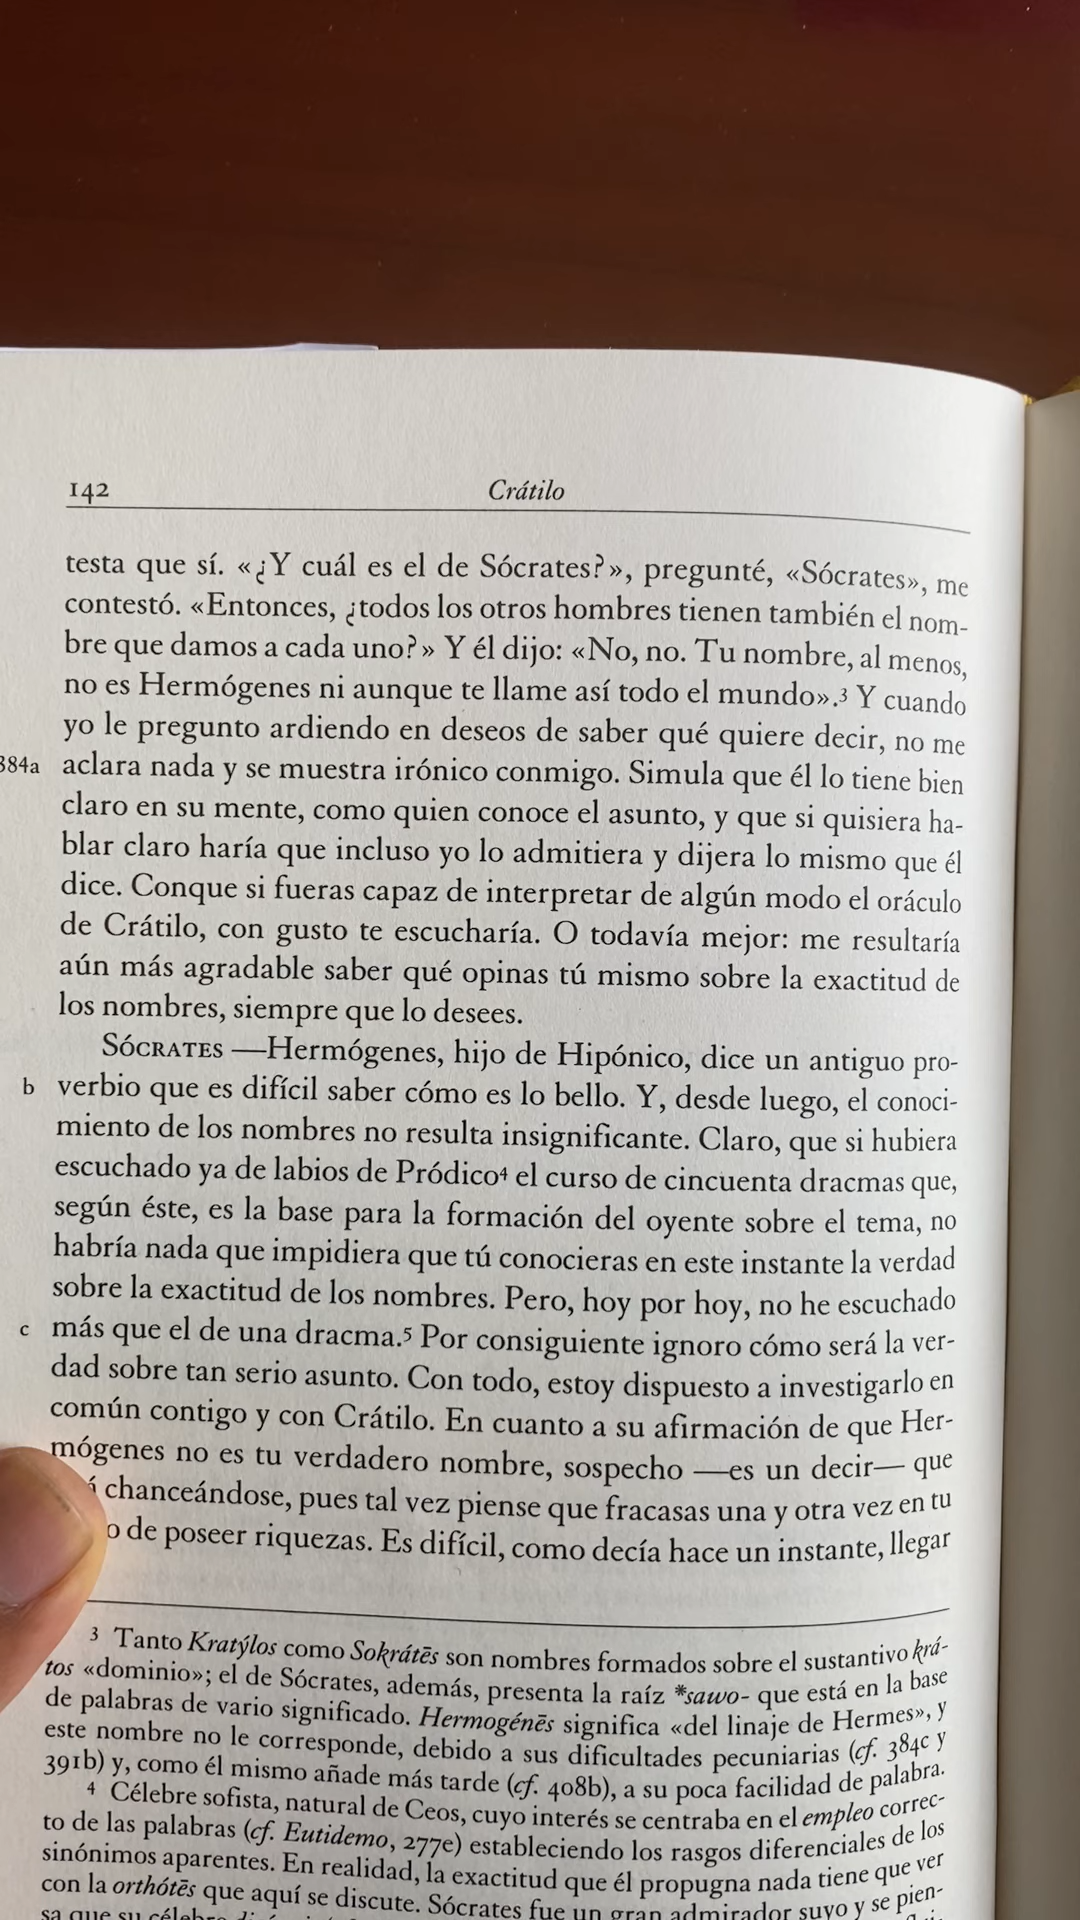 142
Crátilo
testa que sí. «¿Y cuál es el de Sócrates?», pregunté, «Sócrates», me
contestó. «Entonces, ¿todos los otros hombres tienen también el nom-
bre que damos a cada uno?» Y él dijo: «No, no. Tu nombre, al menos,
no es Hermógenes ni aunque te llame así todo el mundo».³ Y cuando
yo le pregunto ardiendo en deseos de saber qué quiere decir, no me
384a aclara nada y se muestra irónico conmigo. Simula que él lo tiene bien
claro en su mente, como quien conoce el asunto, y que si quisiera ha-
blar claro haría que incluso yo lo admitiera y dijera lo mismo que él
dice. Conque si fueras capaz de interpretar de algún modo el oráculo
de Crátilo, con gusto te escucharía. O todavía mejor: me resultaría
aún más agradable saber qué opinas tú mismo sobre la exactitud de
los nombres, siempre que lo desees.
SÓCRATES —Hermógenes, hijo de Hipónico, dice un antiguo pro-
b verbio que es difícil saber cómo es lo bello. Y, desde luego, el conoci-
miento de los nombres no resulta insignificante. Claro, que si hubiera
escuchado ya de labios de Pródico⁴ el curso de cincuenta dracmas que,
según éste, es la base para la formación del oyente sobre el tema, no
habría nada que impidiera que tú conocieras en este instante la verdad
sobre la exactitud de los nombres. Pero, hoy por hoy, no he escuchado
c más que el de una dracma.⁵ Por consiguiente ignoro cómo será la ver-
dad sobre tan serio asunto. Con todo, estoy dispuesto a investigarlo en
común contigo y con Crátilo. En cuanto a su afirmación de que Her-
mógenes no es tu verdadero nombre, sospecho —es un decir— que
chanceándose, pues tal vez piense que fracasas una y otra vez en tu
de poseer riquezas. Es difícil, como decía hace un instante, llegar
3 Tanto Kratýlos como Sokrátēs son nombres formados sobre el sustantivo krá-
tos «dominio»; el de Sócrates, además, presenta la raíz *sawo- que está en la base
de palabras de vario significado. Hermogénēs significa «del linaje de Hermes», y
este nombre no le corresponde, debido a sus dificultades pecuniarias (cf. 384c y
391b) y, como él mismo añade más tarde (cf. 408b), a su poca facilidad de palabra.
4 Célebre sofista, natural de Ceos, cuyo interés se centraba en el empleo correc-
to de las palabras (cf. Eutidemo, 277e) estableciendo los rasgos diferenciales de los
sinónimos aparentes. En realidad, la exactitud que él propugna nada tiene que ver
con la orthótēs que aquí se discute. Sócrates fue un gran admirador suyo y se pien-
sa que su